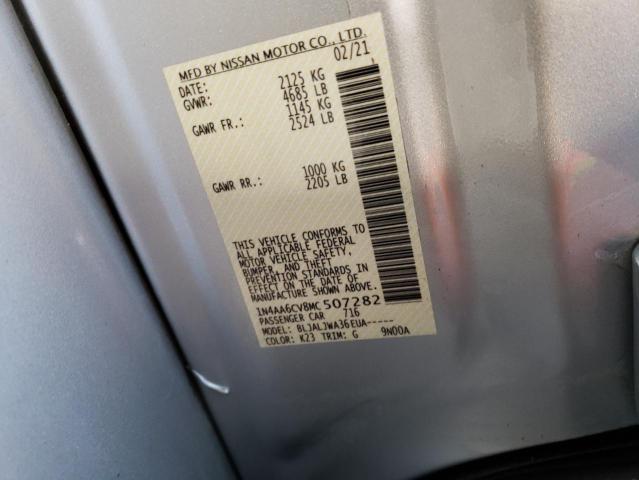 MFD BY NISSAN MOTOR CO., LTD.
DATE: 02/21
GVWR: 2125 KG
4685 LB
GAWR FR.: 1145 KG
2524 LB
GAWR RR.: 1000 KG
2205 LB
THIS VEHICLE CONFORMS TO
ALL APPLICABLE FEDERAL
MOTOR VEHICLE SAFETY,
BUMPER, AND THEFT
PREVENTION STANDARDS IN
EFFECT ON THE DATE OF
MANUFACTURE SHOWN ABOVE.
1N4AA6CV8MC507282
PASSENGER CAR 716
MODEL: BLJALJWA36EUA-----
COLOR: K23 TRIM: G 9N00A